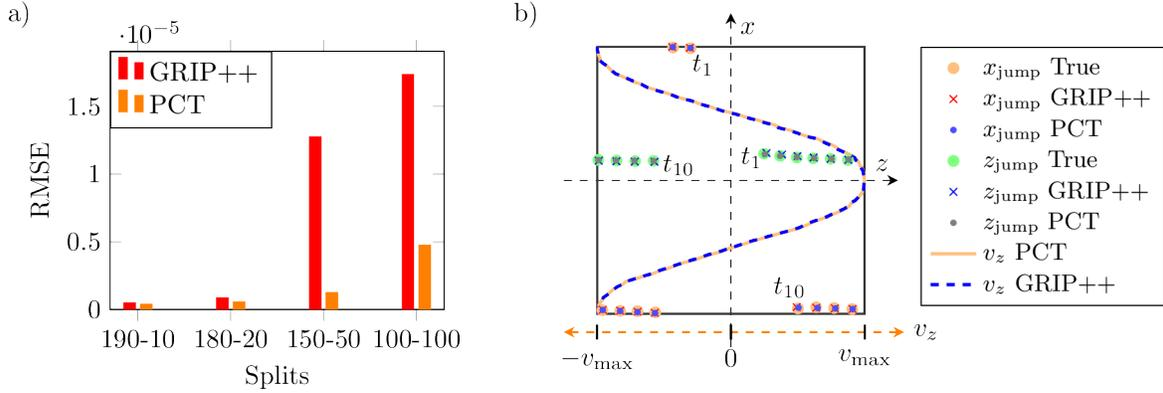 a)
·10⁻⁵
GRIP++
PCT
1.5
1
0.5
0
RMSE
190-10 180-20 150-50 100-100
Splits
b)
x
t₁
z
t₁₀
t₁
t₁₀
v_z
−v_max 0 v_max
x_jump True
x_jump GRIP++
x_jump PCT
z_jump True
z_jump GRIP++
z_jump PCT
v_z PCT
v_z GRIP++